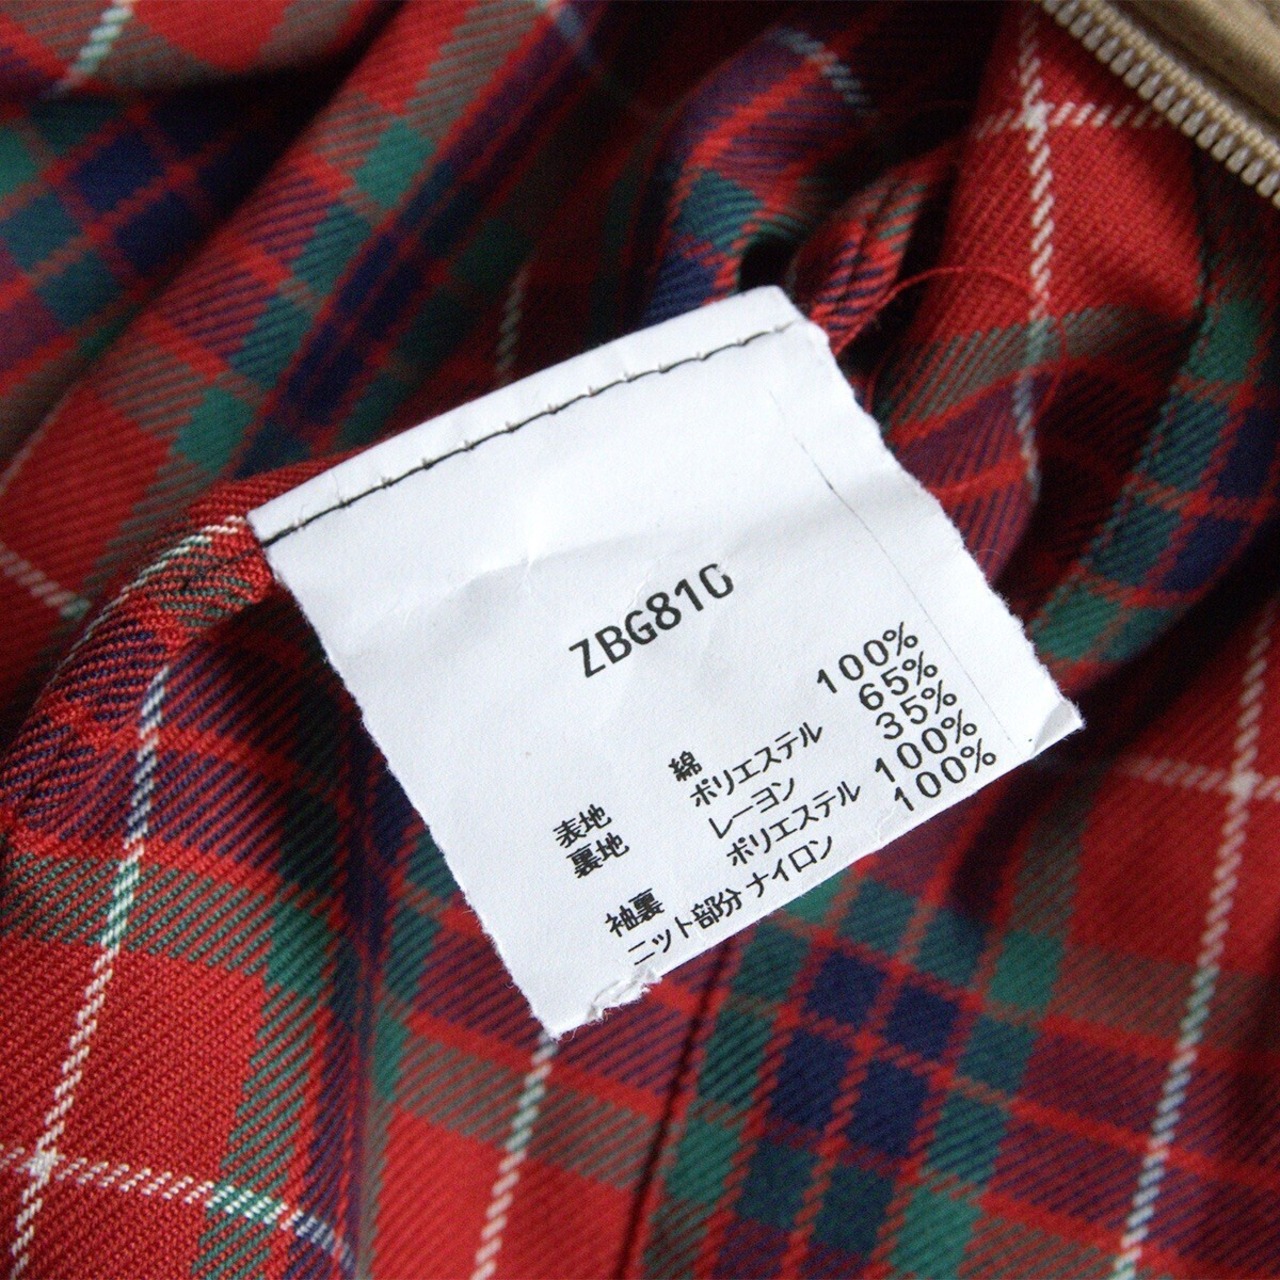 ZBG810
表地 綿 100%
裏地 ポリエステル 65%
レーヨン 35%
袖裏 ポリエステル 100%
ニット部分 ナイロン 100%